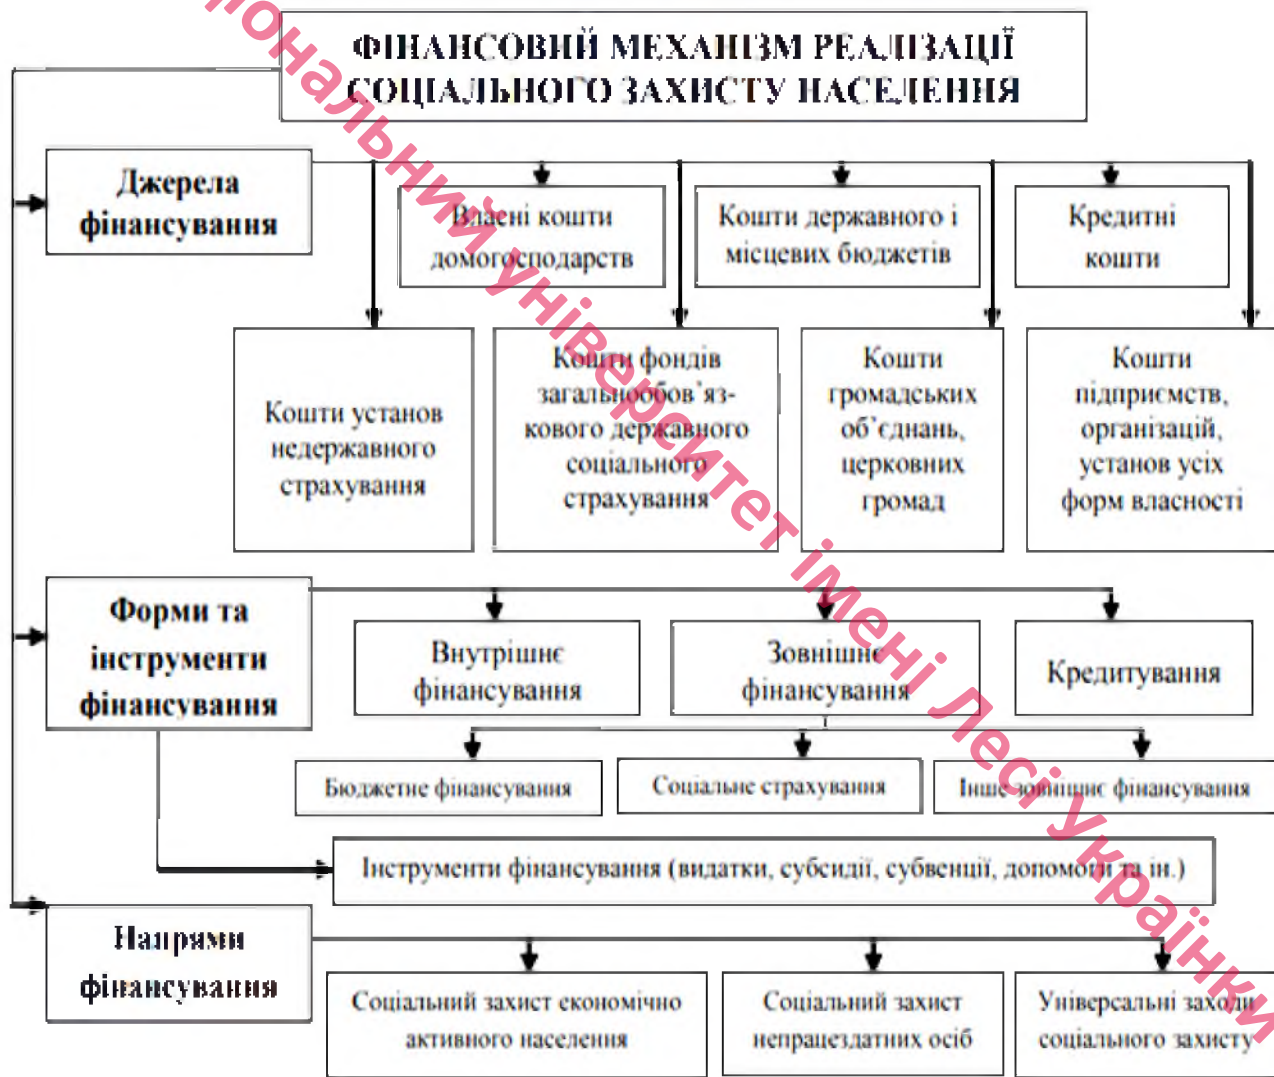 ФІНАНСОВИЙ МЕХАНІЗМ РЕАЛІЗАЦІЇ
СОЦІАЛЬНОГО ЗАХИСТУ НАСЕЛЕННЯ
Джерела
фінансування
Власні кошти
домогосподарств
Кошти державного і
місцевих бюджетів
Кредитні
кошти
Кошти установ
недержавного
страхування
Кошти фондів
загальнообов’яз-
кового державного
соціального
страхування
Кошти
громадських
об’єднань,
церковних
громад
Кошти
підприємств,
організацій,
установ усіх
форм власності
Форми та
інструменти
фінансування
Внутрішнє
фінансування
Зовнішнє
фінансування
Кредитування
Бюджетне фінансування
Соціальне страхування
Інше зовнішнє фінансування
Інструменти фінансування (видатки, субсидії, субвенції, допомоги та ін.)
Напрями
фінансування
Соціальний захист економічно
активного населення
Соціальний захист
непрацездатних осіб
Універсальні заходи
соціального захисту
університет імені Лесі Українки